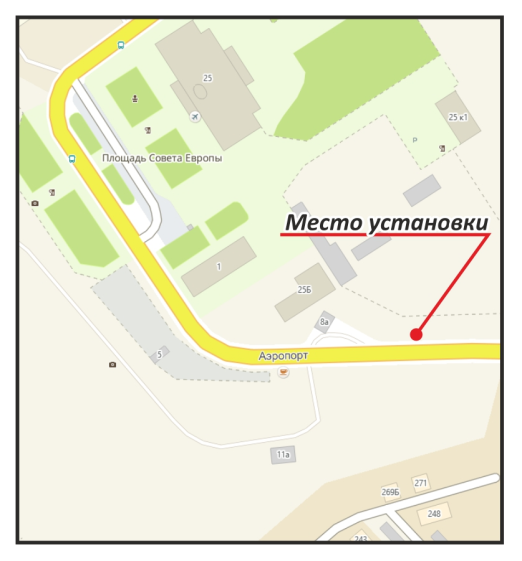 25
25 к1
P
Площадь Совета Европы
Место установки
1
25Б
8а
5
Аэропорт
11а
271
269Б
248
243